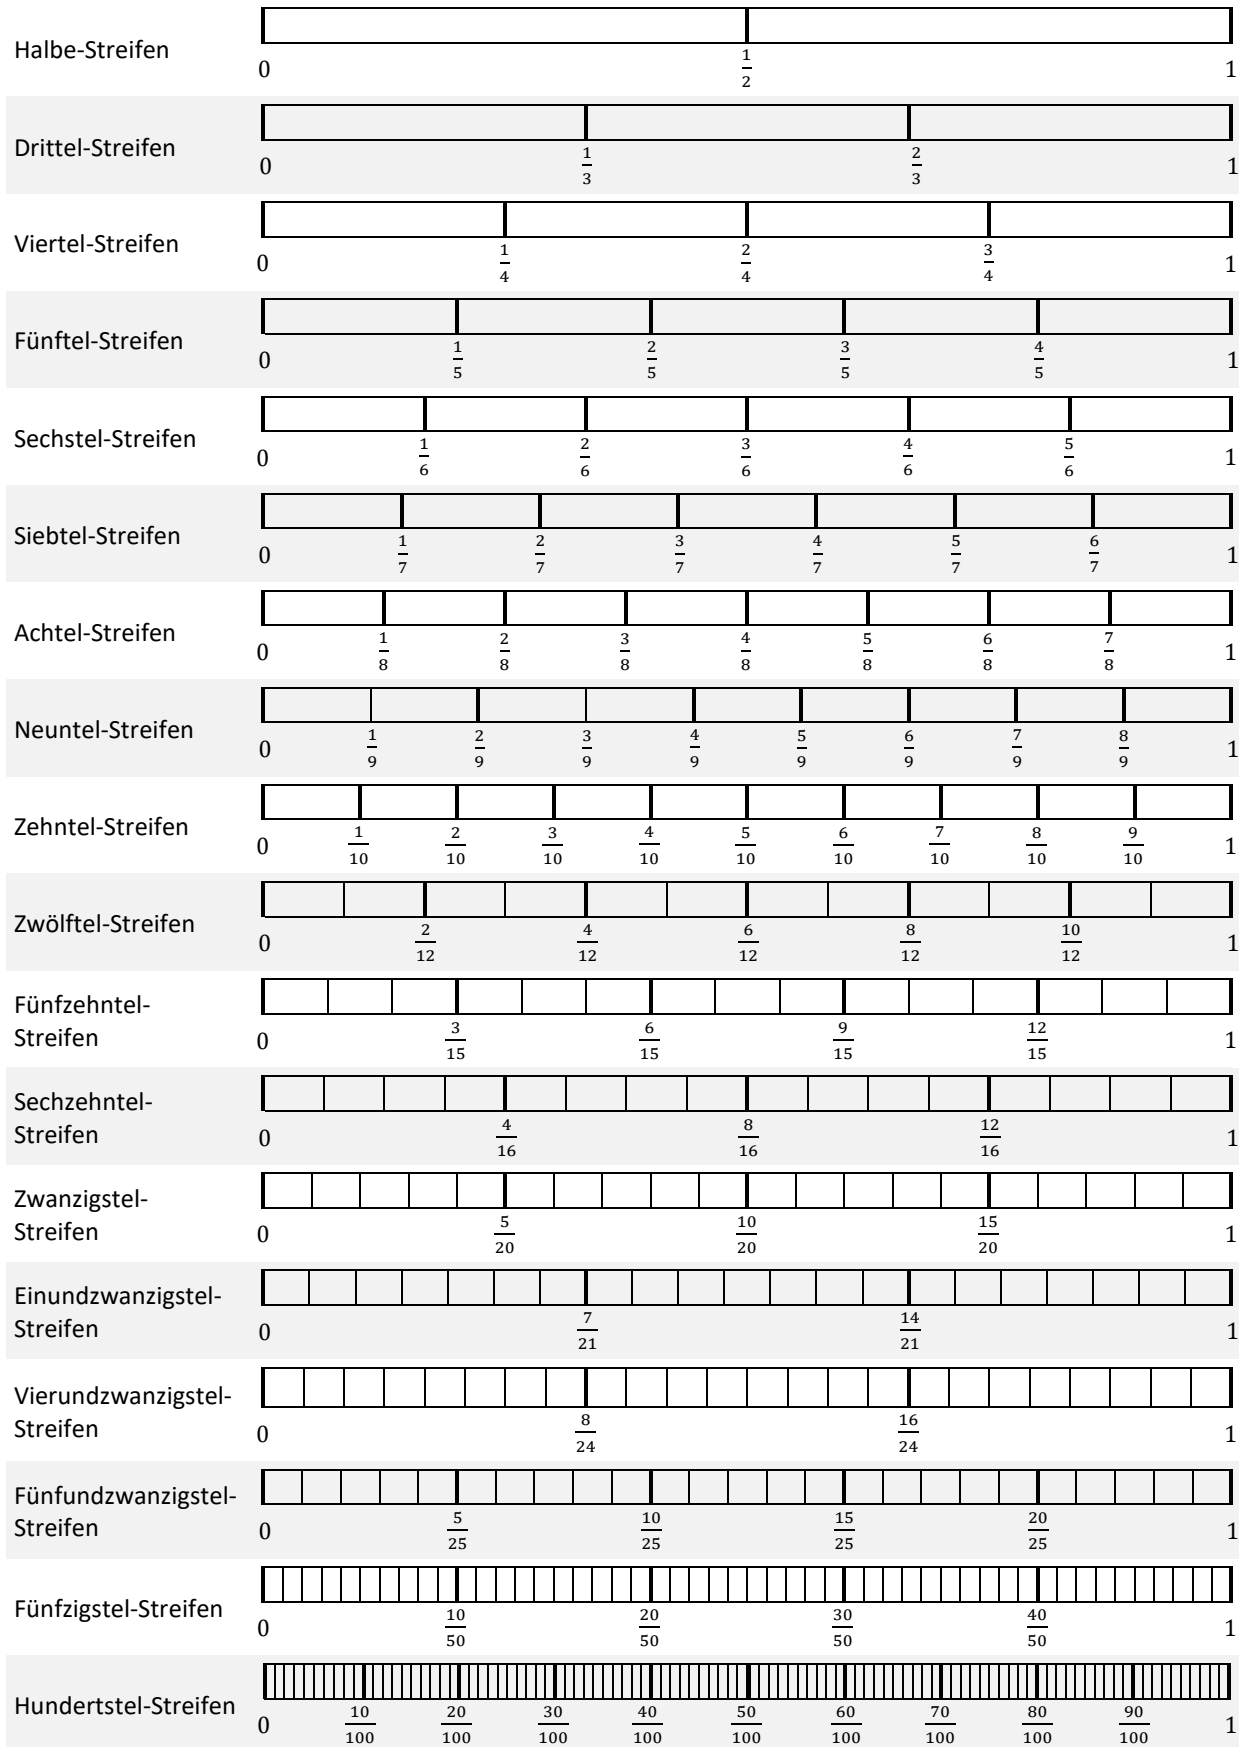 Halbe-Streifen
0 1/2 1
Drittel-Streifen
0 1/3 2/3 1
Viertel-Streifen
0 1/4 2/4 3/4 1
Fünftel-Streifen
0 1/5 2/5 3/5 4/5 1
Sechstel-Streifen
0 1/6 2/6 3/6 4/6 5/6 1
Siebtel-Streifen
0 1/7 2/7 3/7 4/7 5/7 6/7 1
Achtel-Streifen
0 1/8 2/8 3/8 4/8 5/8 6/8 7/8 1
Neuntel-Streifen
0 1/9 2/9 3/9 4/9 5/9 6/9 7/9 8/9 1
Zehntel-Streifen
0 1/10 2/10 3/10 4/10 5/10 6/10 7/10 8/10 9/10 1
Zwölftel-Streifen
0 2/12 4/12 6/12 8/12 10/12 1
Fünfzehntel-
Streifen
0 3/15 6/15 9/15 12/15 1
Sechzehntel-
Streifen
0 4/16 8/16 12/16 1
Zwanzigstel-
Streifen
0 5/20 10/20 15/20 1
Einundzwanzigstel-
Streifen
0 7/21 14/21 1
Vierundzwanzigstel-
Streifen
0 8/24 16/24 1
Fünfundzwanzigstel-
Streifen
0 5/25 10/25 15/25 20/25 1
Fünfzigstel-Streifen
0 10/50 20/50 30/50 40/50 1
Hundertstel-Streifen
0 10/100 20/100 30/100 40/100 50/100 60/100 70/100 80/100 90/100 1